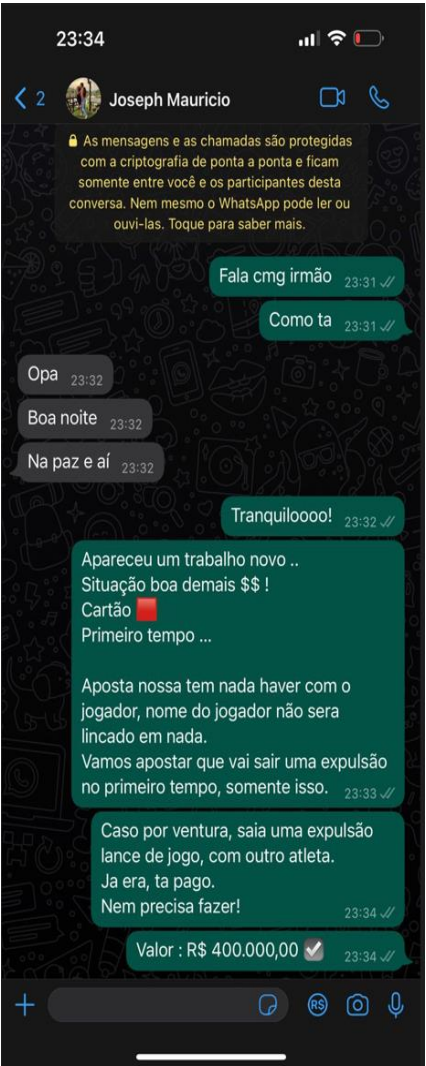 23:34
2
Joseph Mauricio
As mensagens e as chamadas são protegidas
com a criptografia de ponta a ponta e ficam
somente entre você e os participantes desta
conversa. Nem mesmo o WhatsApp pode ler ou
ouvi-las. Toque para saber mais.
Fala cmg irmão 23:31
Como ta 23:31
Opa 23:32
Boa noite 23:32
Na paz e aí 23:32
Tranquiloooo! 23:32
Apareceu um trabalho novo ..
Situação boa demais $$ !
Cartão 🟥
Primeiro tempo ...
Aposta nossa tem nada haver com o
jogador, nome do jogador não sera
lincado em nada.
Vamos apostar que vai sair uma expulsão
no primeiro tempo, somente isso. 23:33
Caso por ventura, saia uma expulsão
lance de jogo, com outro atleta.
Ja era, ta pago.
Nem precisa fazer! 23:34
Valor : R$ 400.000,00 ☑️ 23:34
R$